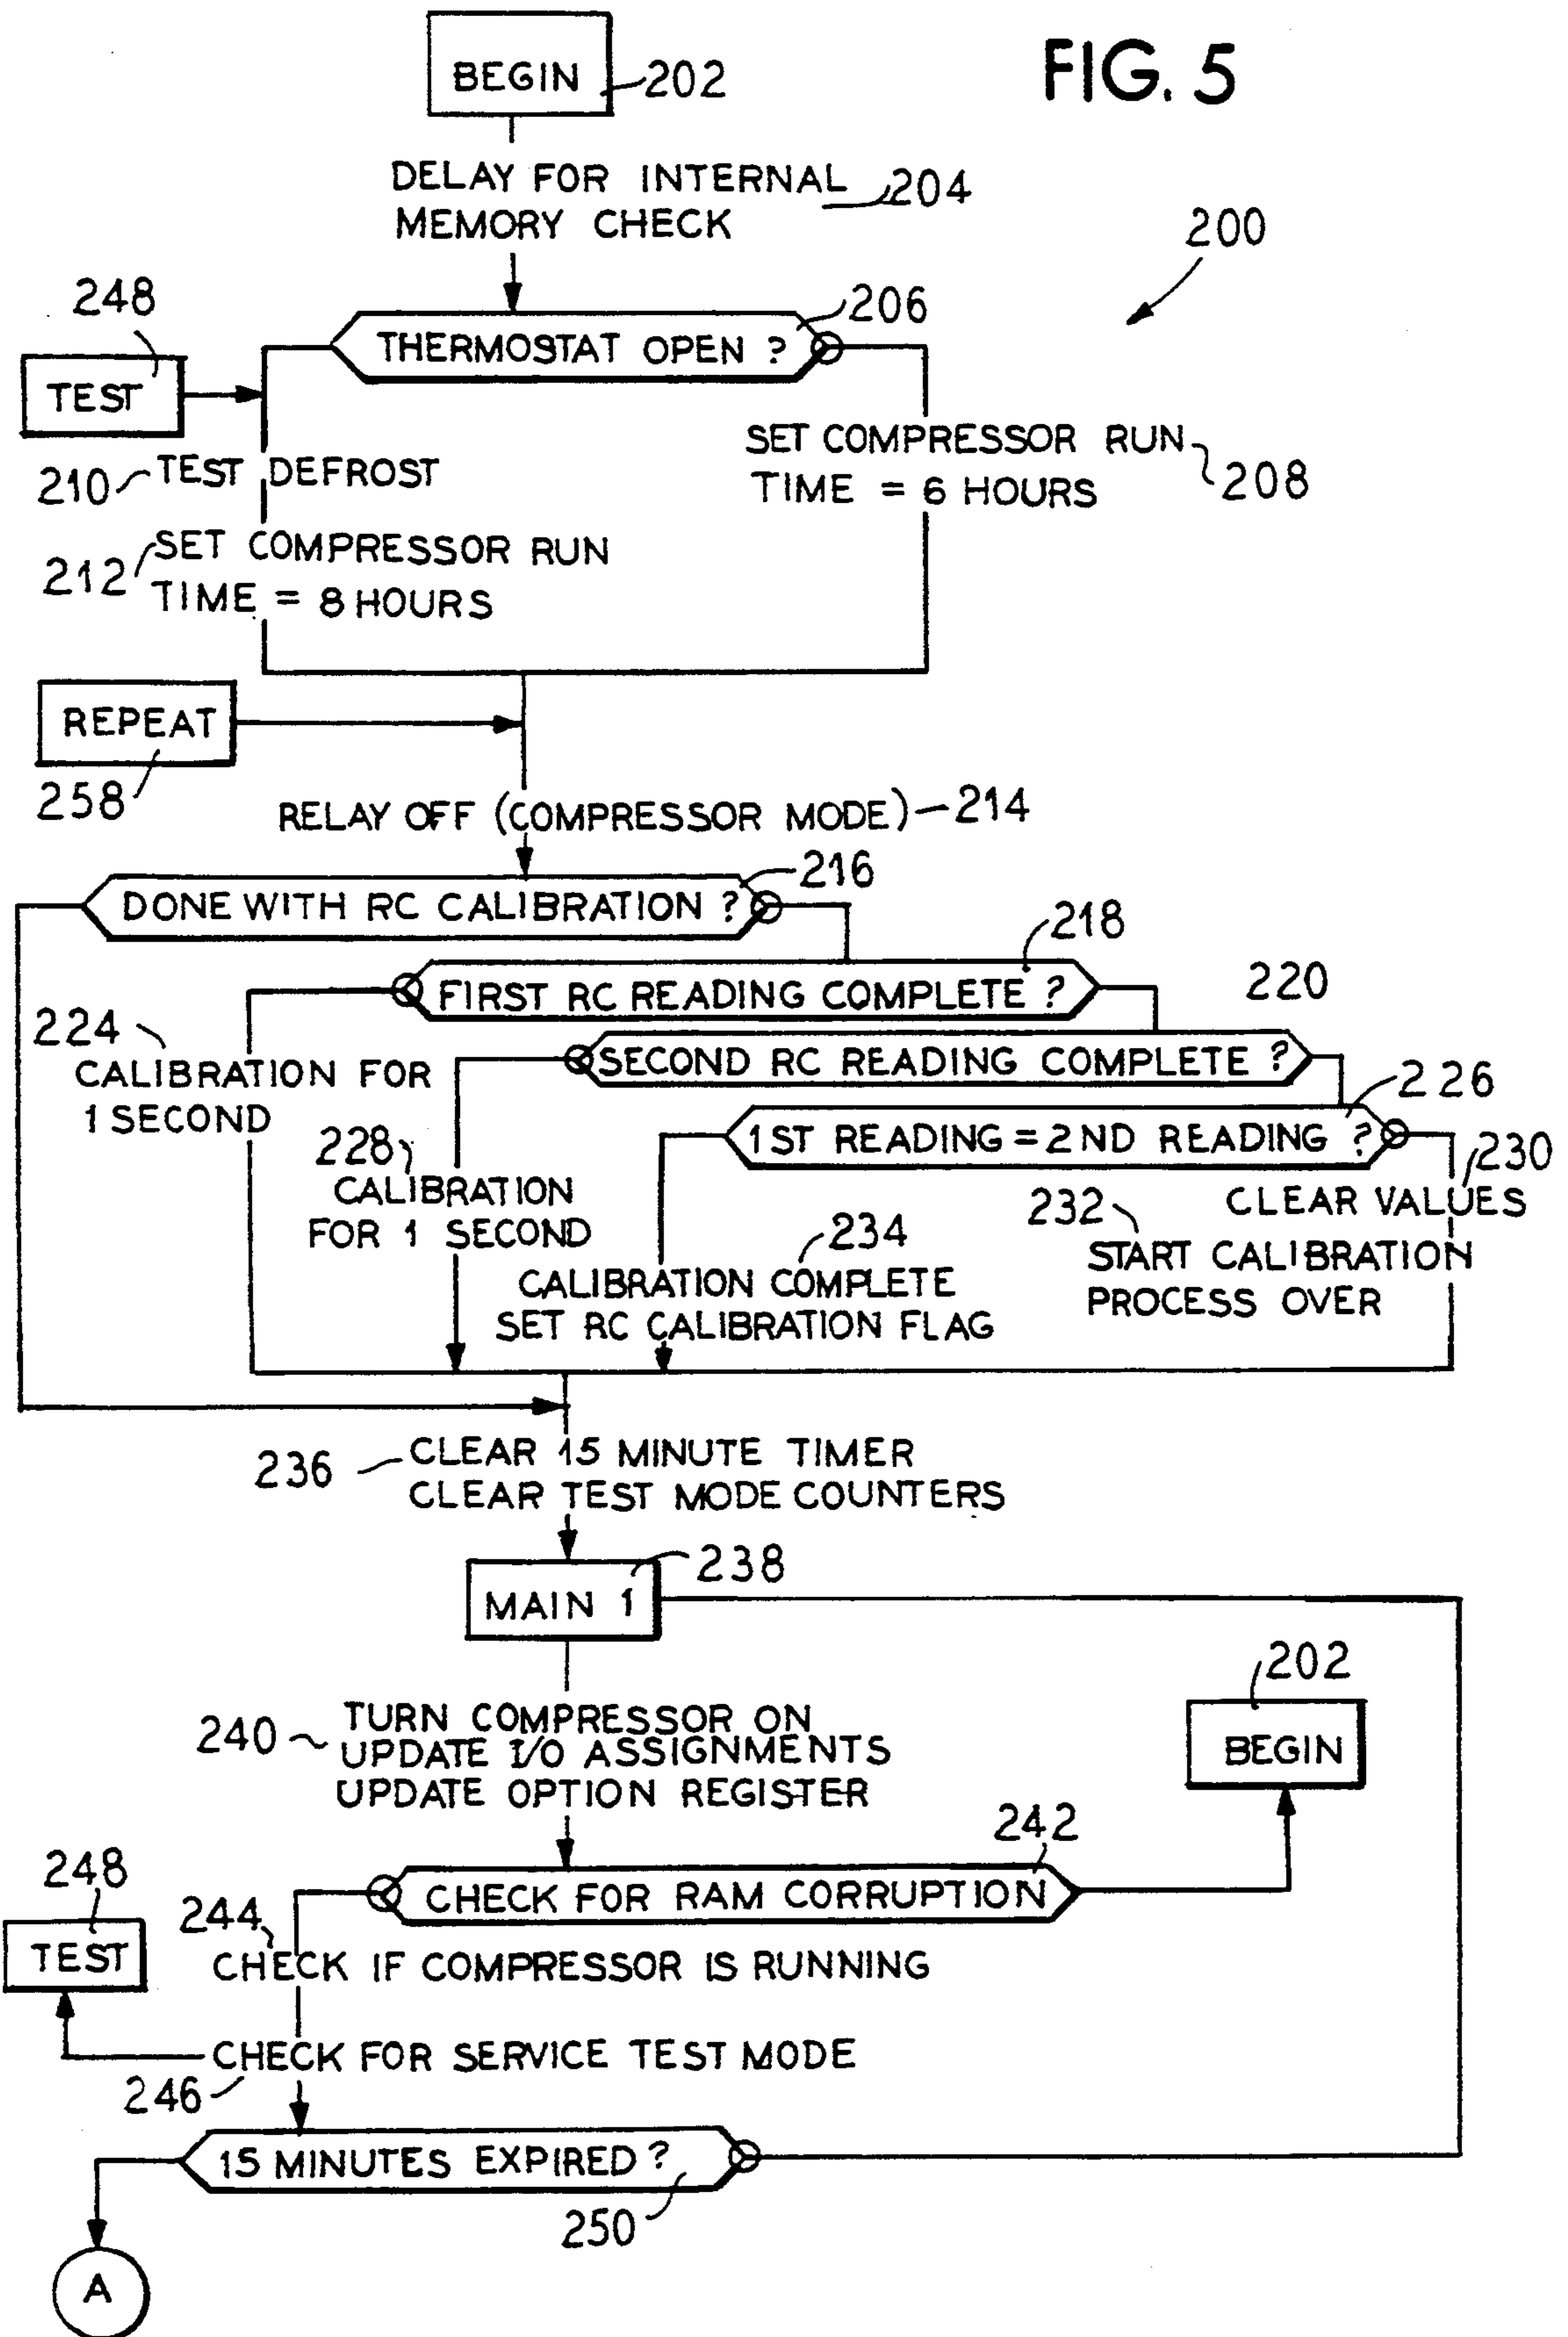 FIG. 5
BEGIN
202
DELAY FOR INTERNAL
MEMORY CHECK
204
200
248
206
THERMOSTAT OPEN ?
TEST
SET COMPRESSOR RUN
TIME = 6 HOURS
208
210
TEST DEFROST
212
SET COMPRESSOR RUN
TIME = 8 HOURS
REPEAT
258
RELAY OFF (COMPRESSOR MODE)
214
216
DONE WITH RC CALIBRATION ?
218
FIRST RC READING COMPLETE ?
220
224
CALIBRATION FOR
1 SECOND
SECOND RC READING COMPLETE ?
226
1ST READING = 2ND READING ?
228
CALIBRATION
FOR 1 SECOND
230
CLEAR VALUES
232
START CALIBRATION
PROCESS OVER
234
CALIBRATION COMPLETE
SET RC CALIBRATION FLAG
236
CLEAR 15 MINUTE TIMER
CLEAR TEST MODE COUNTERS
MAIN 1
238
202
BEGIN
240
TURN COMPRESSOR ON
UPDATE I/O ASSIGNMENTS
UPDATE OPTION REGISTER
242
CHECK FOR RAM CORRUPTION
248
TEST
244
CHECK IF COMPRESSOR IS RUNNING
CHECK FOR SERVICE TEST MODE
246
15 MINUTES EXPIRED ?
250
A